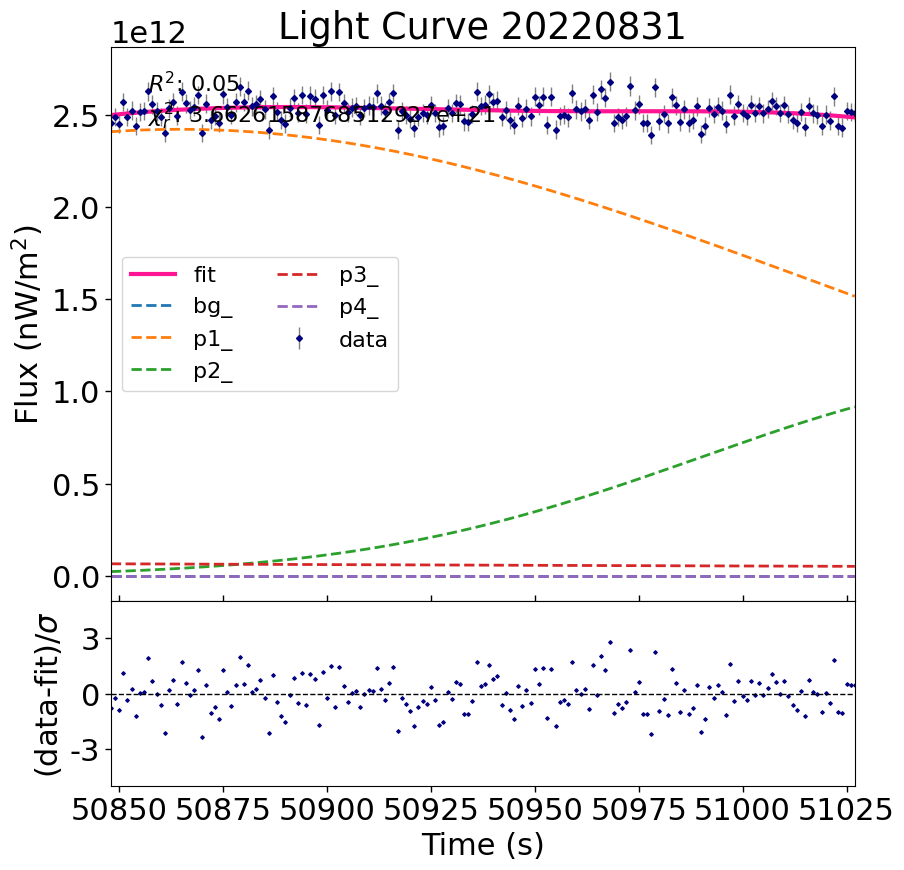 Light Curve 20220831
1e12
R²: 0.05
2.5
2.0
1.5
1.0
0.5
0.0
Flux (nW/m²)
fit
bg_
p1_
p2_
p3_
p4_
data
3
0
-3
(data-fit)/σ
50850 50875 50900 50925 50950 50975 51000 51025
Time (s)